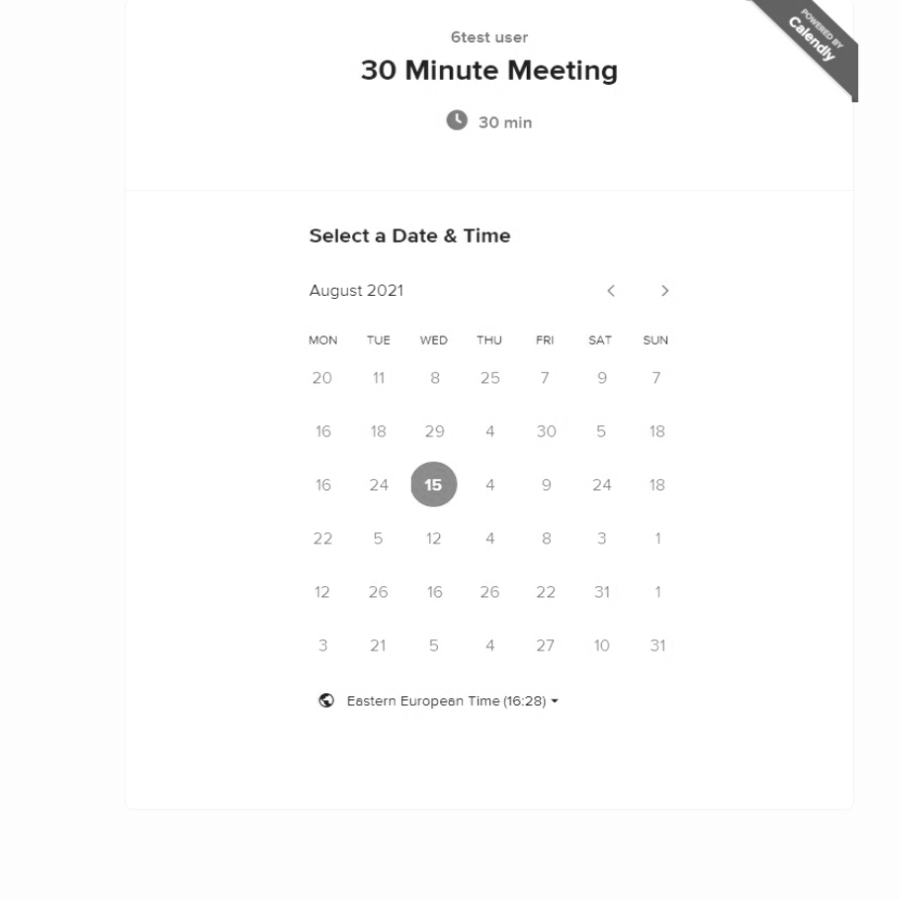 6test user
POWERED BY
Calendly
30 Minute Meeting
30 min
Select a Date & Time
August 2021
MON TUE WED THU FRI SAT SUN
20 11 8 25 7 9 7
16 18 29 4 30 5 18
16 24 15 4 9 24 18
22 5 12 4 8 3 1
12 26 16 26 22 31 1
3 21 5 4 27 10 31
Eastern European Time (16:28)